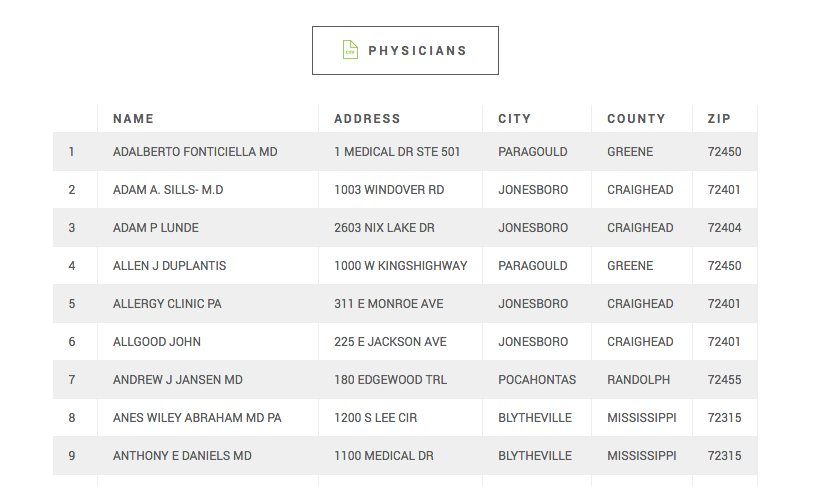 PHYSICIANS
NAME ADDRESS CITY COUNTY ZIP
1 ADALBERTO FONTICIELLA MD 1 MEDICAL DR STE 501 PARAGOULD GREENE 72450
2 ADAM A. SILLS- M.D 1003 WINDOVER RD JONESBORO CRAIGHEAD 72401
3 ADAM P LUNDE 2603 NIX LAKE DR JONESBORO CRAIGHEAD 72404
4 ALLEN J DUPLANTIS 1000 W KINGSHIGHWAY PARAGOULD GREENE 72450
5 ALLERGY CLINIC PA 311 E MONROE AVE JONESBORO CRAIGHEAD 72401
6 ALLGOOD JOHN 225 E JACKSON AVE JONESBORO CRAIGHEAD 72401
7 ANDREW J JANSEN MD 180 EDGEWOOD TRL POCAHONTAS RANDOLPH 72455
8 ANES WILEY ABRAHAM MD PA 1200 S LEE CIR BLYTHEVILLE MISSISSIPPI 72315
9 ANTHONY E DANIELS MD 1100 MEDICAL DR BLYTHEVILLE MISSISSIPPI 72315